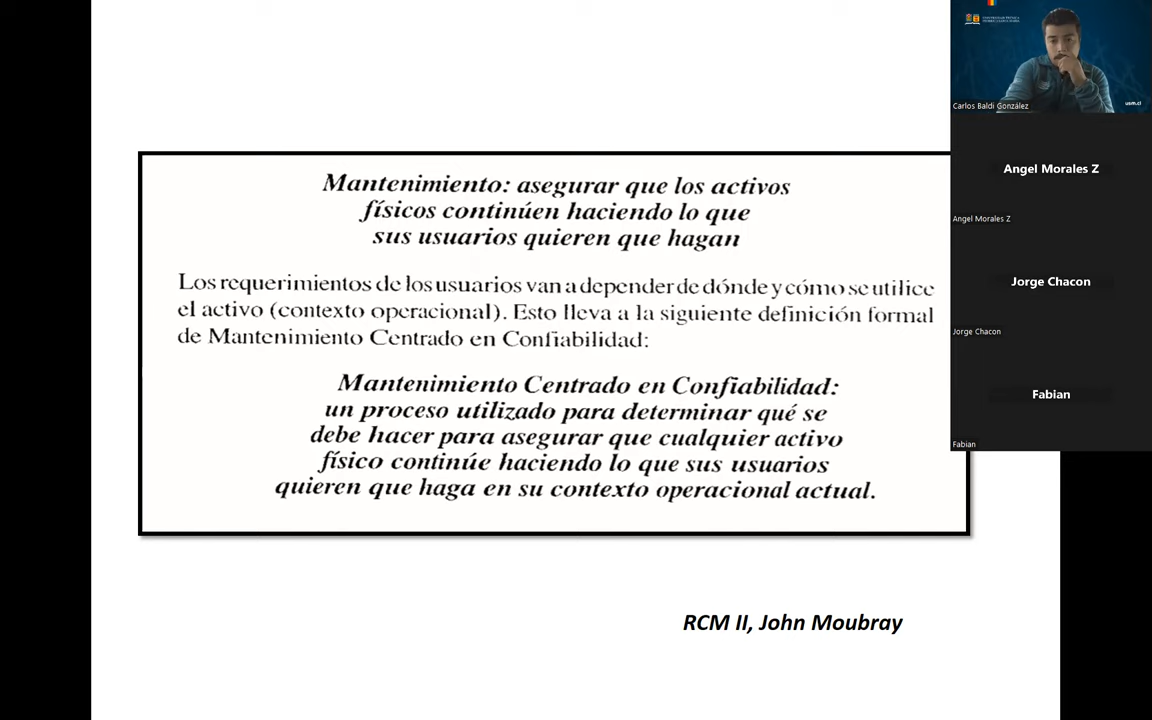 Mantenimiento: asegurar que los activos
físicos continúen haciendo lo que
sus usuarios quieren que hagan
Los requerimientos de los usuarios van a depender de dónde y cómo se utilice
el activo (contexto operacional). Esto lleva a la siguiente definición formal
de Mantenimiento Centrado en Confiabilidad:
Mantenimiento Centrado en Confiabilidad:
un proceso utilizado para determinar qué se
debe hacer para asegurar que cualquier activo
físico continúe haciendo lo que sus usuarios
quieren que haga en su contexto operacional actual.
RCM II, John Moubray
Carlos Baldi González
usm.cl
Angel Morales Z
Angel Morales Z
Jorge Chacon
Jorge Chacon
Fabian
Fabian